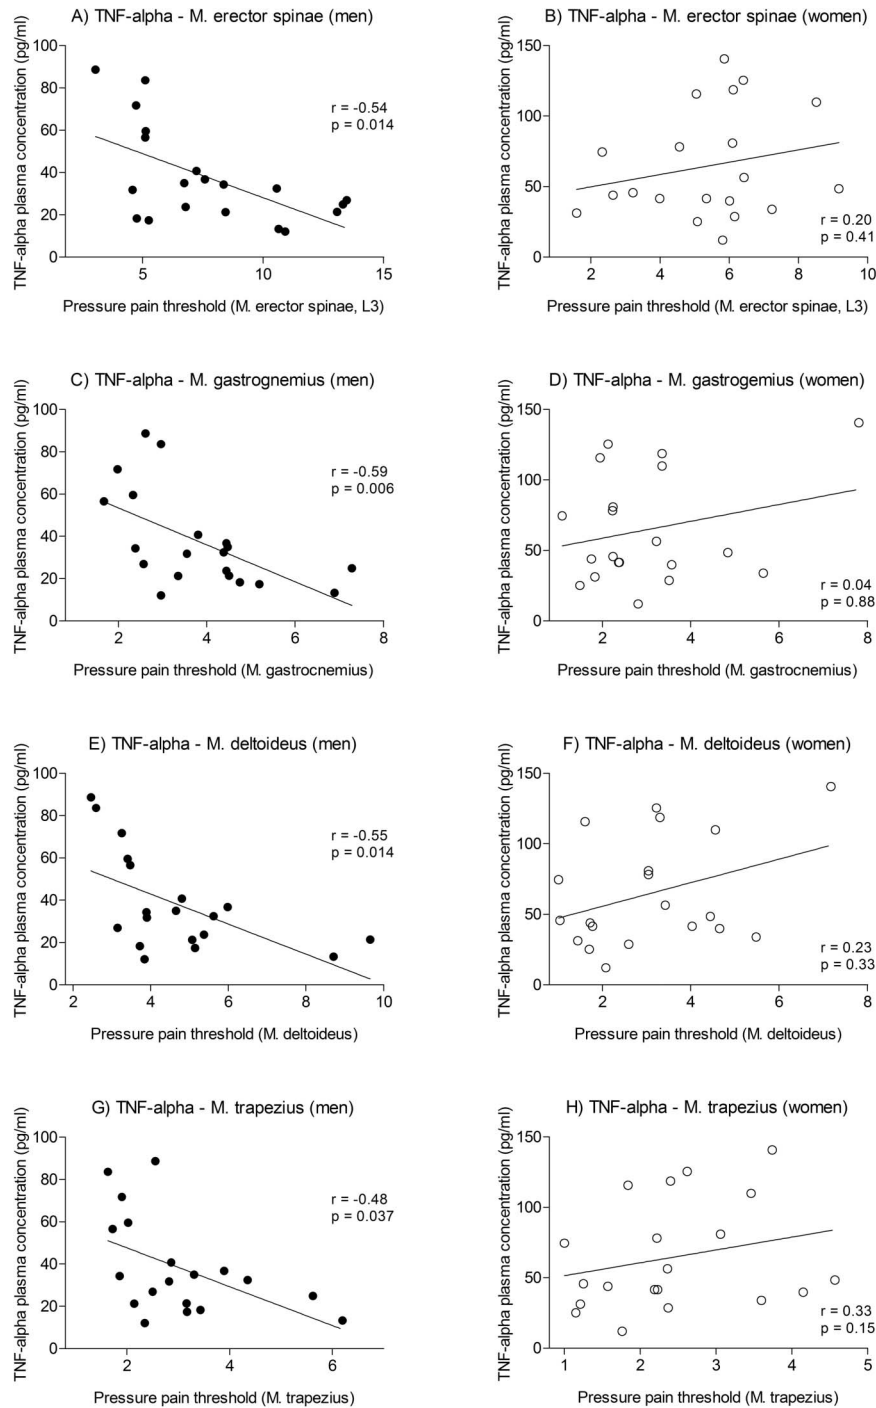 A) TNF-alpha - M. erector spinae (men)
TNF-alpha plasma concentration (pg/ml)
100
80
60
40
20
0
r = -0.54
p = 0.014
5
10
15
Pressure pain threshold (M. erector spinae, L3)
B) TNF-alpha - M. erector spinae (women)
TNF-alpha plasma concentration (pg/ml)
150
100
50
0
r = 0.20
p = 0.41
2
4
6
8
10
Pressure pain threshold (M. erector spinae, L3)
C) TNF-alpha - M. gastrognemius (men)
TNF-alpha plasma concentration (pg/ml)
100
80
60
40
20
0
r = -0.59
p = 0.006
2
4
6
8
Pressure pain threshold (M. gastrocnemius)
D) TNF-alpha - M. gastrogemius (women)
TNF-alpha plasma concentration (pg/ml)
150
100
50
0
r = 0.04
p = 0.88
2
4
6
8
Pressure pain threshold (M. gastrocnemius)
E) TNF-alpha - M. deltoideus (men)
TNF-alpha plasma concentration (pg/ml)
100
80
60
40
20
0
r = -0.55
p = 0.014
2
4
6
8
10
Pressure pain threshold (M. deltoideus)
F) TNF-alpha - M. deltoideus (women)
TNF-alpha plasma concentration (pg/ml)
150
100
50
0
r = 0.23
p = 0.33
2
4
6
8
Pressure pain threshold (M. deltoideus)
G) TNF-alpha - M. trapezius (men)
TNF-alpha plasma concentration (pg/ml)
100
80
60
40
20
0
r = -0.48
p = 0.037
2
4
6
Pressure pain threshold (M. trapezius)
H) TNF-alpha - M. trapezius (women)
TNF-alpha plasma concentration (pg/ml)
150
100
50
0
r = 0.33
p = 0.15
1
2
3
4
5
Pressure pain threshold (M. trapezius)